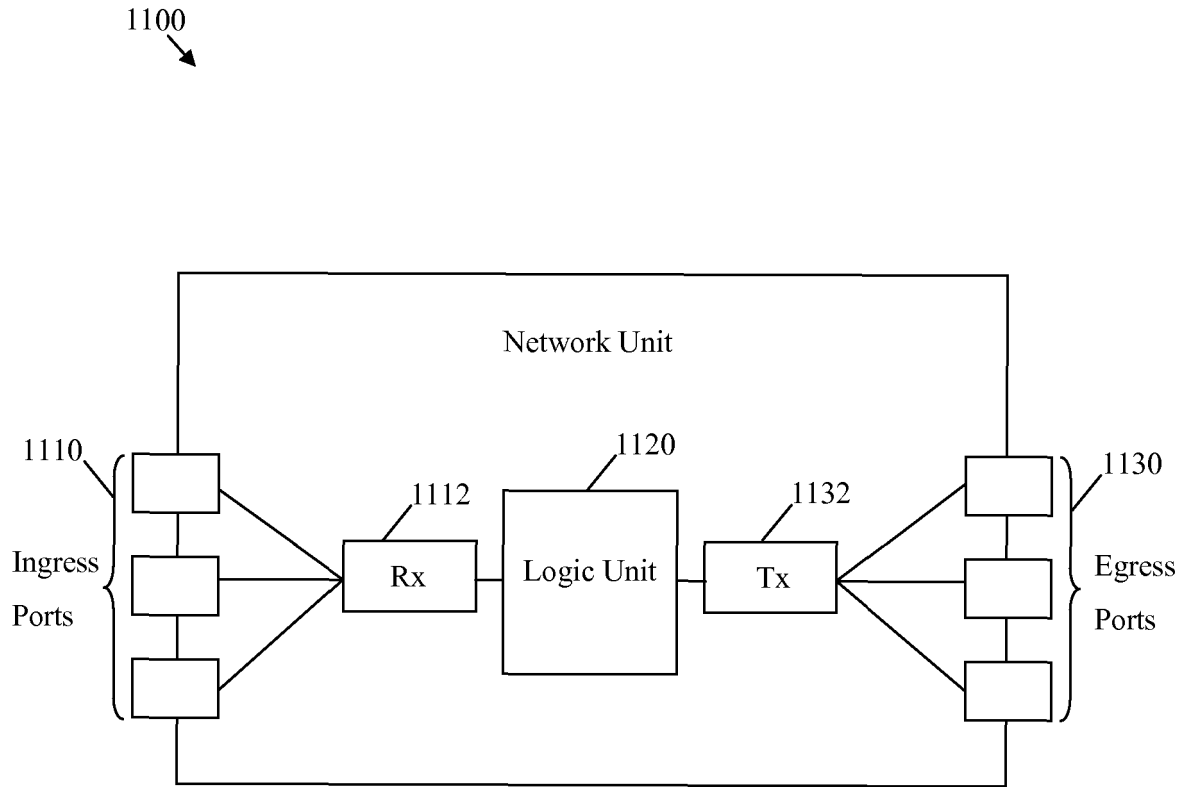 1100
Network Unit
1110
1120
1130
1112
1132
Ingress
Ports
Rx
Logic Unit
Tx
Egress
Ports